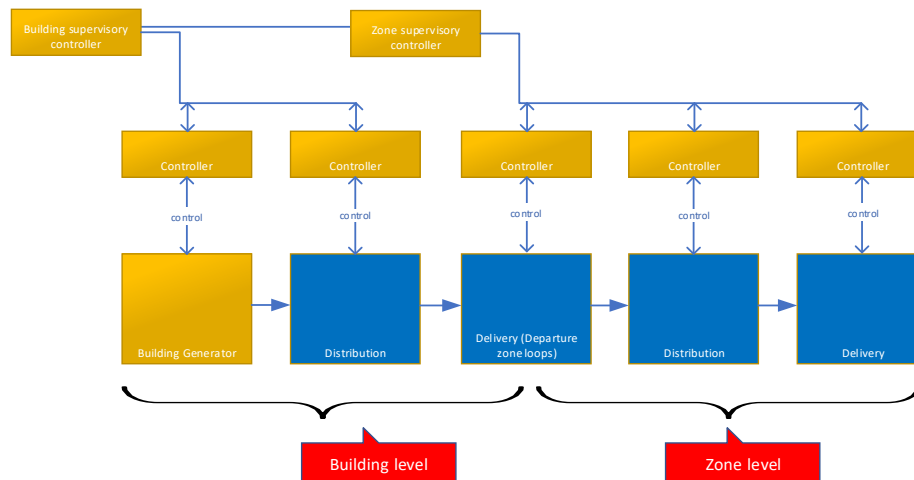 Building supervisory
controller
Zone supervisory
controller
Controller
Controller
Controller
Controller
Controller
control
control
control
control
control
Building Generator
Distribution
Delivery (Departure
zone loops)
Distribution
Delivery
Building level
Zone level